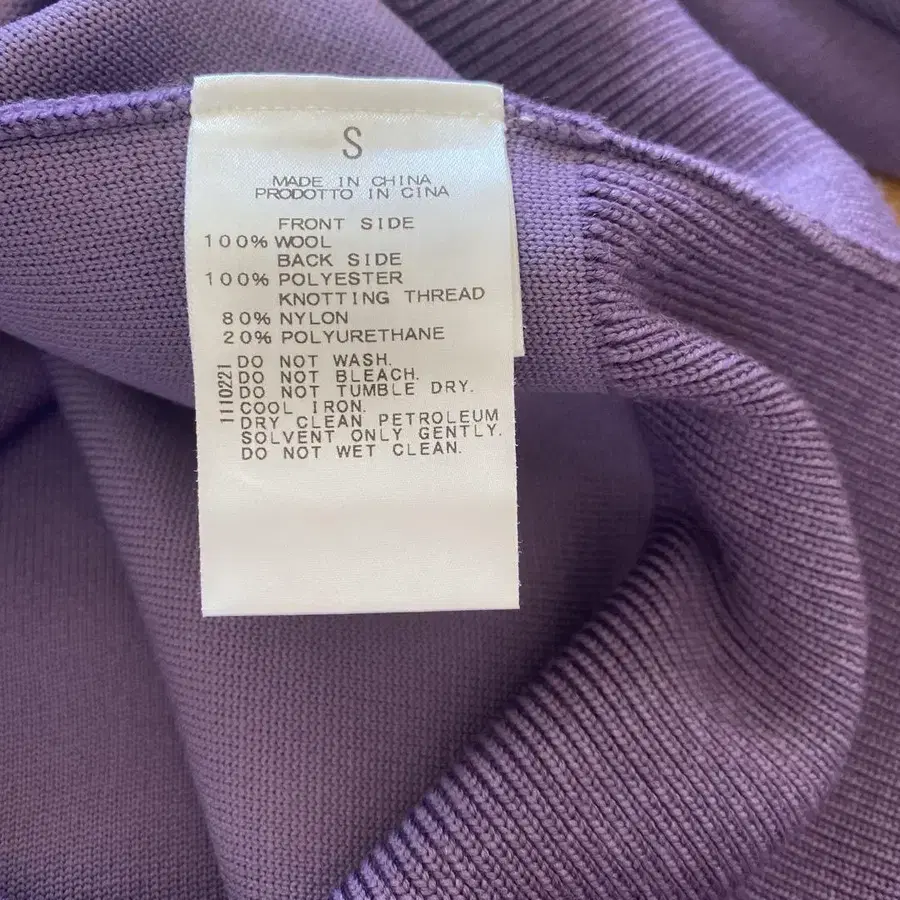 S
MADE IN CHINA
PRODOTTO IN CINA
FRONT SIDE
100% WOOL
BACK SIDE
100% POLYESTER
KNOTTING THREAD
80% NYLON
20% POLYURETHANE
DO NOT WASH.
DO NOT BLEACH.
DO NOT TUMBLE DRY.
COOL IRON.
DRY CLEAN PETROLEUM
SOLVENT ONLY GENTLY.
DO NOT WET CLEAN.
1110221